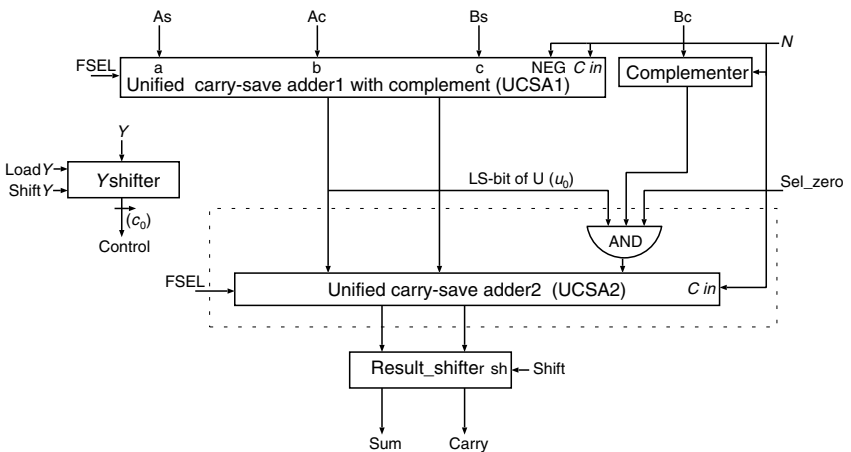 As Ac Bs Bc
N
FSEL
a b c NEG C in
Unified carry-save adder1 with complement (UCSA1)
Complementer
Y
Load Y
Shift Y
Yshifter
(c0)
Control
LS-bit of U (u0)
Sel_zero
AND
FSEL
Unified carry-save adder2 (UCSA2) C in
Result_shifter sh
Shift
Sum Carry